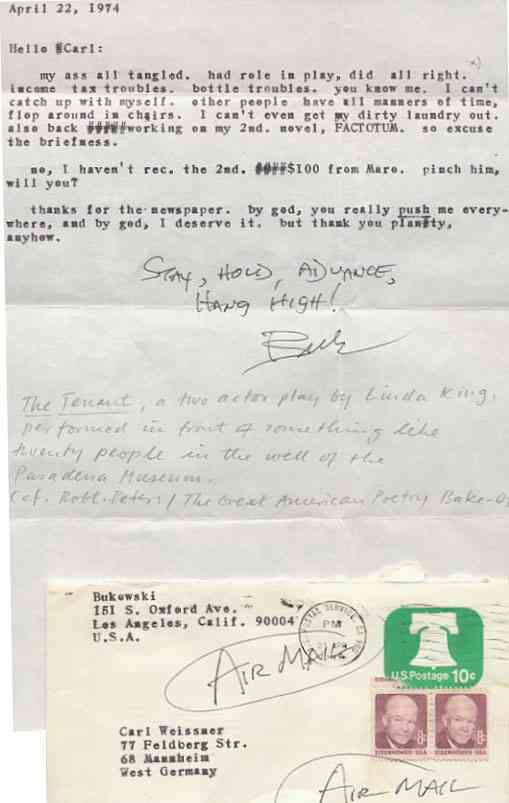 April 22, 1974
Hello Carl:
my ass all tangled. had role in play, did all right.
income tax troubles. bottle troubles. you know me. I can't
catch up with myself. other people have all manners of time,
flop around in chairs. I can't even get my dirty laundry out.
also back working on my 2nd. novel, FACTOTUM. so excuse
the briefness.
no, I haven't rec. the 2nd. $100 from Maro. pinch him,
will you?
thanks for the newspaper. by god, you really push me every-
where, and by god, I deserve it. but thank you planety,
anyhow.
STAY, HOLD, ADVANCE,
HANG HIGH!
Buk
The Tenant, a two actor play by Linda King,
performed in front of something like
twenty people in the well of the
Pasadena Museum.
(cf. Robt. Peters / The Great American Poetry Bake-O
Bukowski
151 S. Oxford Ave.
Los Angeles, Calif. 90004
U.S.A.
POSTAL SERVICE, CA
PM
AIR MAIL
U.S. Postage 10c
8c 8c
EISENHOWER·USA EISENHOWER·USA
Carl Weissner
77 Feldberg Str.
68 Mannheim
West Germany
AIR MAIL